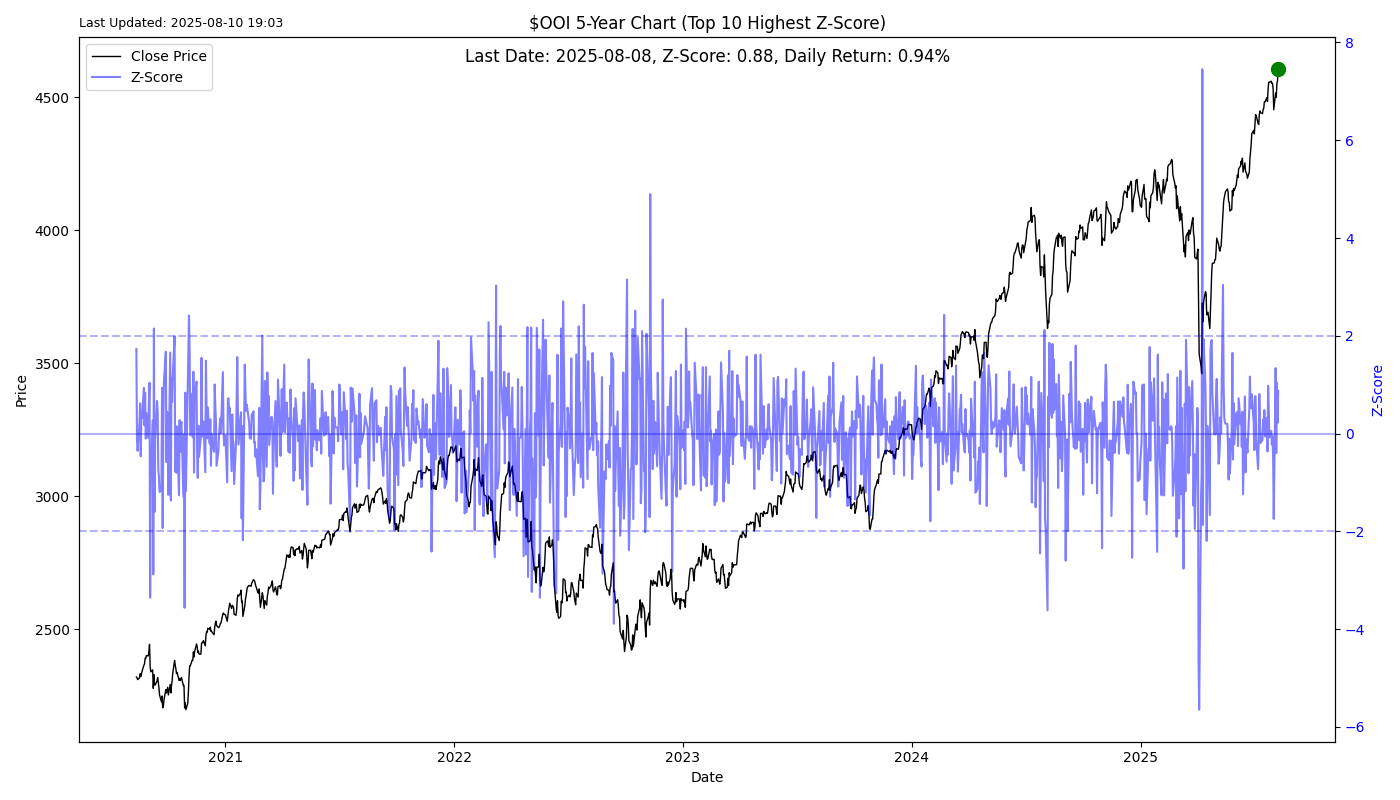 Last Updated: 2025-08-10 19:03
$OOI 5-Year Chart (Top 10 Highest Z-Score)
Last Date: 2025-08-08, Z-Score: 0.88, Daily Return: 0.94%
Close Price
Z-Score
4500
4000
3500
3000
2500
Price
8
6
4
2
0
−2
−4
−6
Z-Score
2021
2022
2023
2024
2025
Date